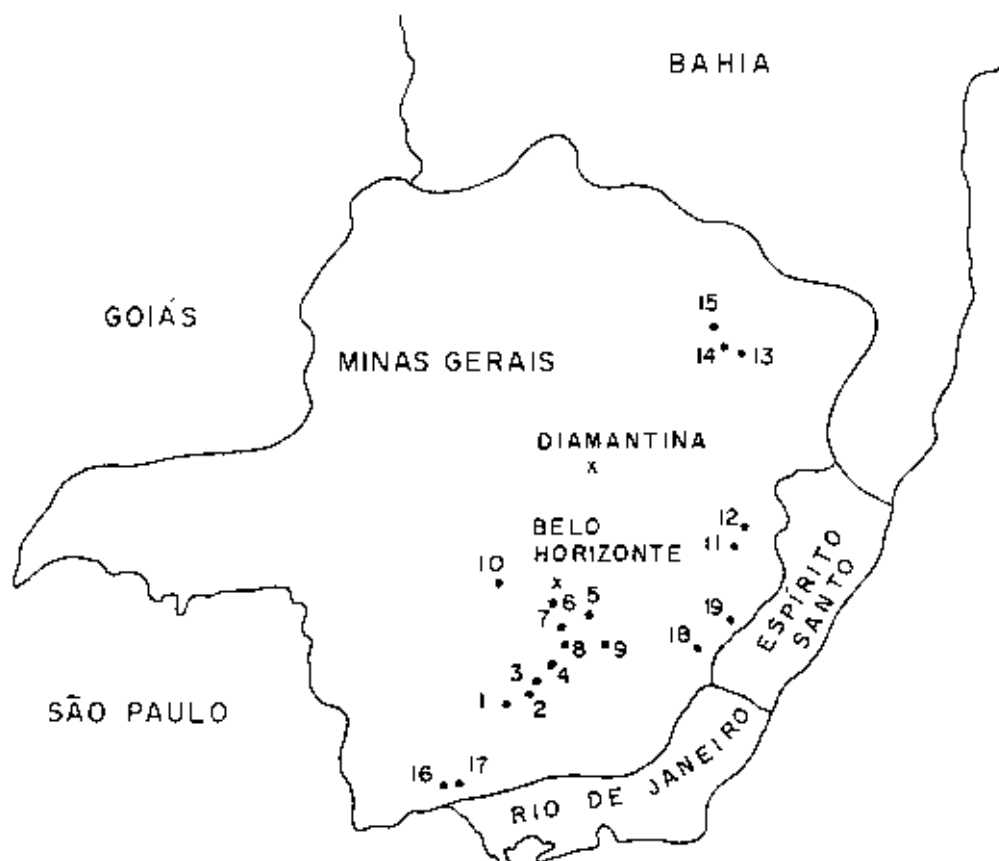 BAHIA
GOIÁS
15
14 13
MINAS GERAIS
DIAMANTINA
x
BELO
HORIZONTE
x
12
11
10
5
6
7
8
9
19
18
ESPÍRITO
SANTO
3
4
1
2
SÃO PAULO
16 17
RIO DE JANEIRO